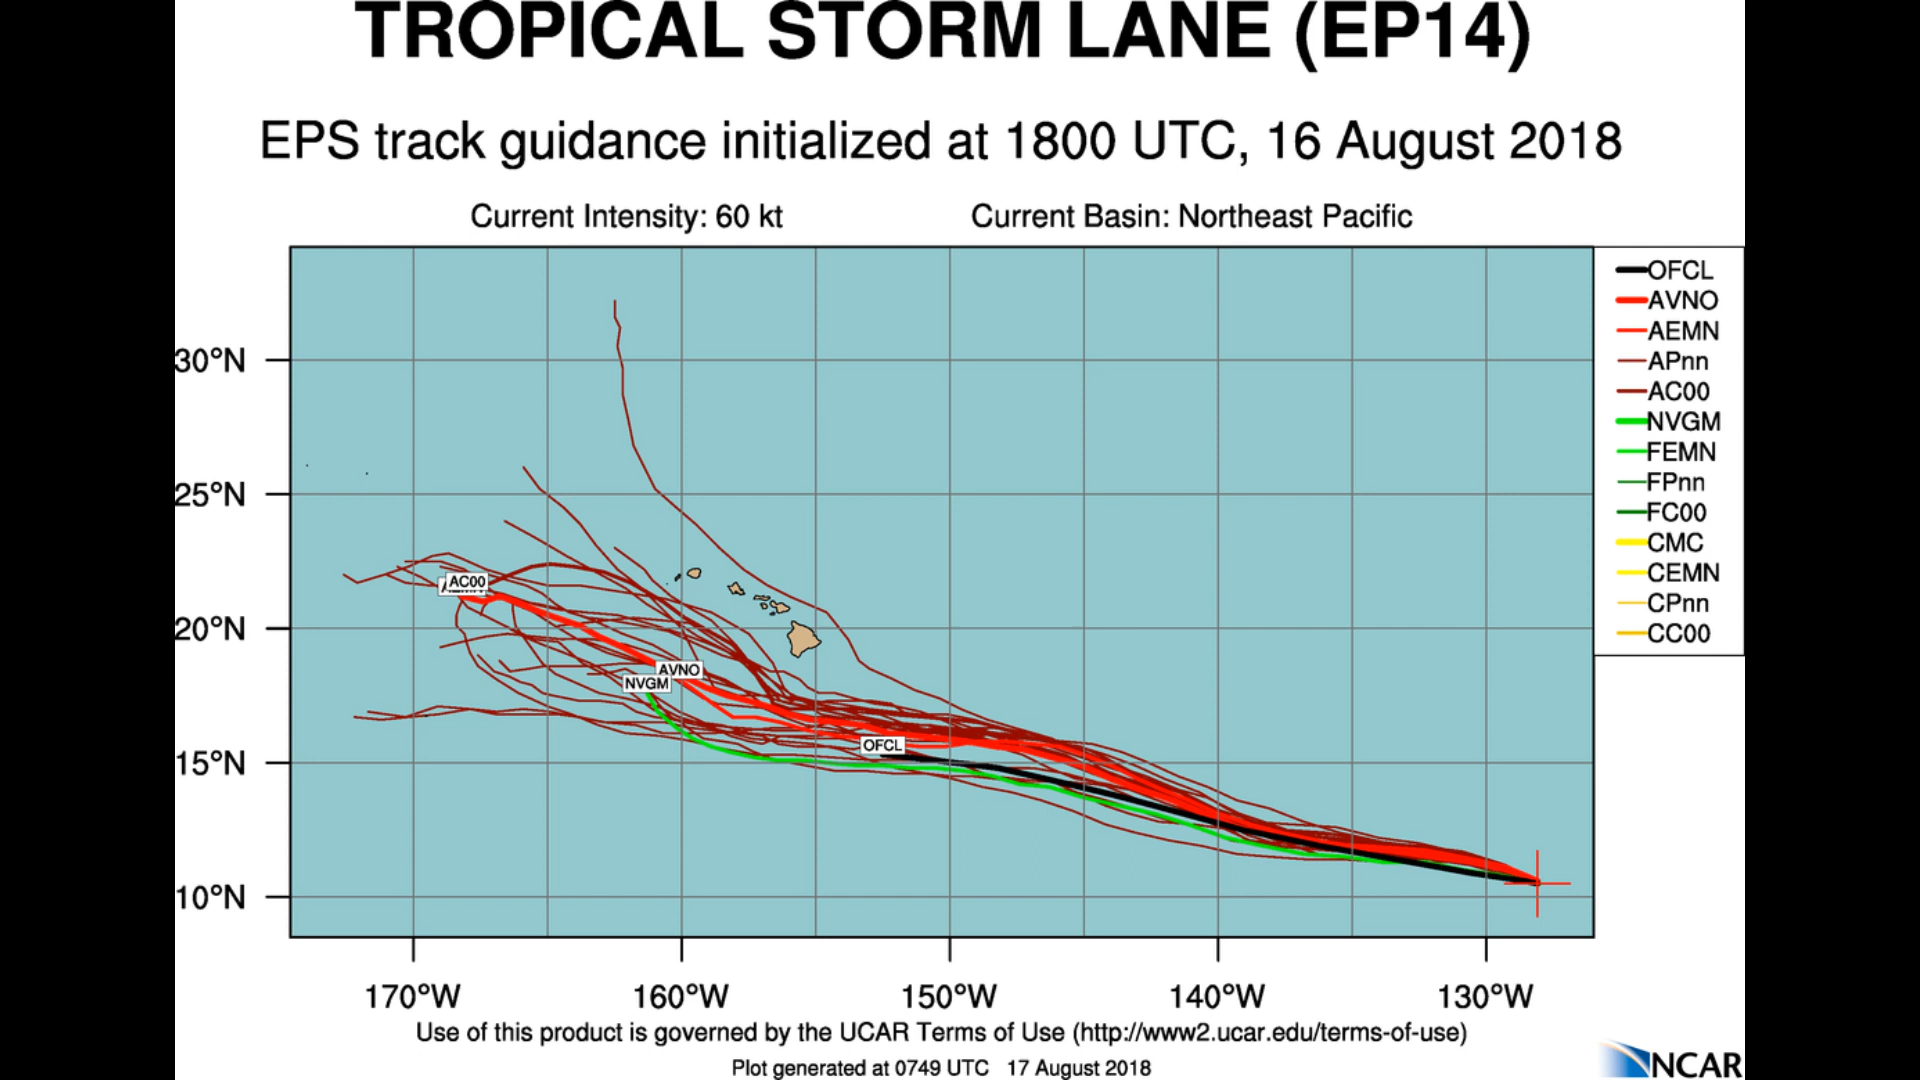 TROPICAL STORM LANE (EP14)
EPS track guidance initialized at 1800 UTC, 16 August 2018
Current Intensity: 60 kt
Current Basin: Northeast Pacific
OFCL
AVNO
AEMN
APnn
AC00
NVGM
FEMN
FPnn
FC00
CMC
CEMN
CPnn
CC00
30°N
25°N
20°N
15°N
10°N
AC00
AVNO
NVGM
OFCL
170°W
160°W
150°W
140°W
130°W
Use of this product is governed by the UCAR Terms of Use (http://www2.ucar.edu/terms-of-use)
Plot generated at 0749 UTC 17 August 2018
NCAR